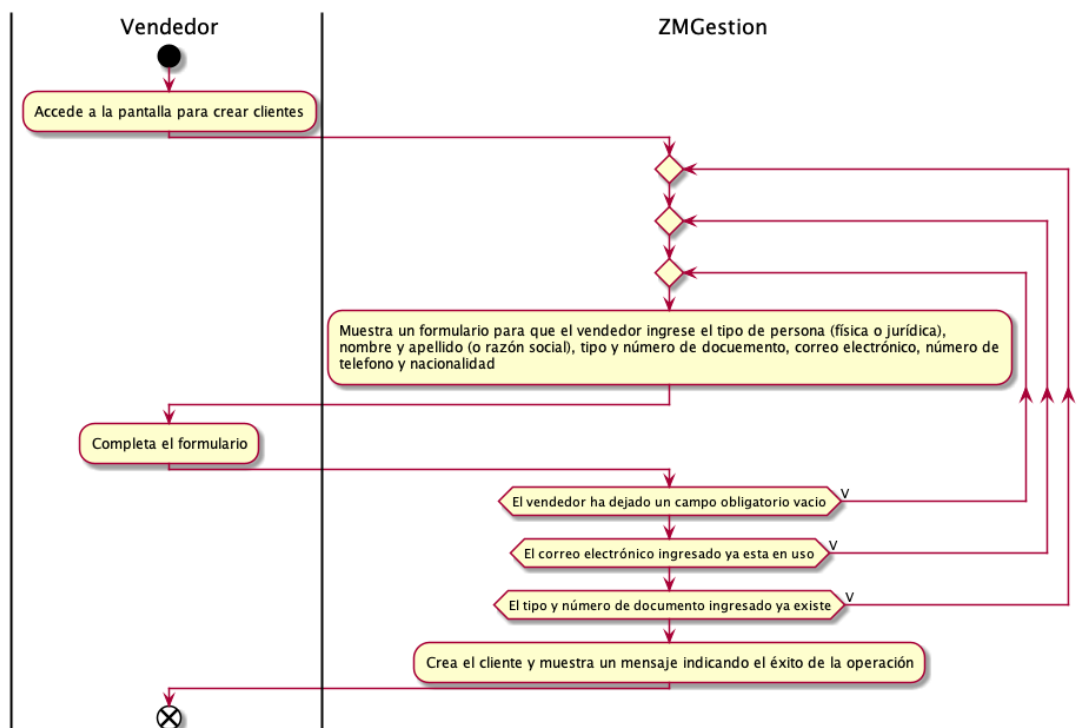 Vendedor
ZMGestion
Accede a la pantalla para crear clientes
Muestra un formulario para que el vendedor ingrese el tipo de persona (física o jurídica),
nombre y apellido (o razón social), tipo y número de docuemento, correo electrónico, número de
telefono y nacionalidad
Completa el formulario
El vendedor ha dejado un campo obligatorio vacio
V
El correo electrónico ingresado ya esta en uso
V
El tipo y número de documento ingresado ya existe
V
Crea el cliente y muestra un mensaje indicando el éxito de la operación